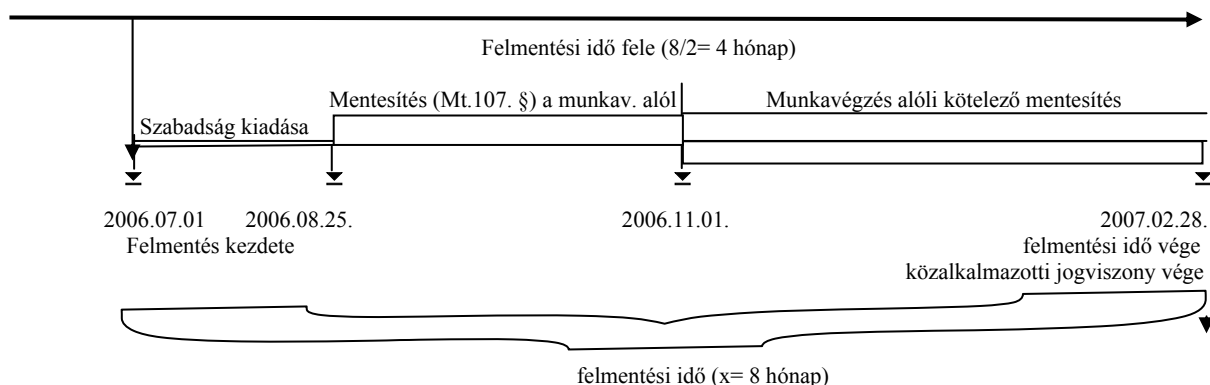 Felmentési idő fele (8/2= 4 hónap)
Mentesítés (Mt.107. §) a munkav. alól
Munkavégzés alóli kötelező mentesítés
Szabadság kiadása
2006.07.01
2006.08.25.
2006.11.01.
2007.02.28.
Felmentés kezdete
felmentési idő vége
közalkalmazotti jogviszony vége
felmentési idő (x= 8 hónap)